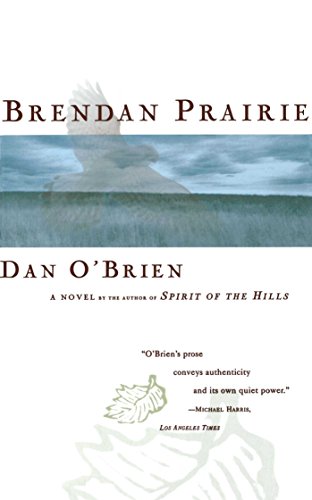 BRENDAN PRAIRIE
DAN O'BRIEN
A NOVEL BY THE AUTHOR OF SPIRIT OF THE HILLS
"O'Brien's prose
conveys authenticity
and its own quiet power."
—MICHAEL HARRIS,
LOS ANGELES TIMES